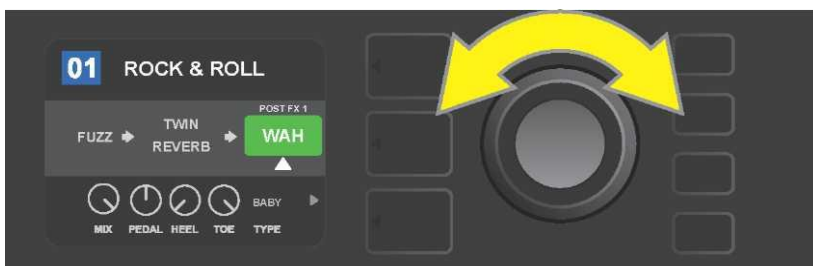 01 ROCK & ROLL
POST FX 1
FUZZ TWIN REVERB WAH
MIX PEDAL HEEL TOE BABY TYPE